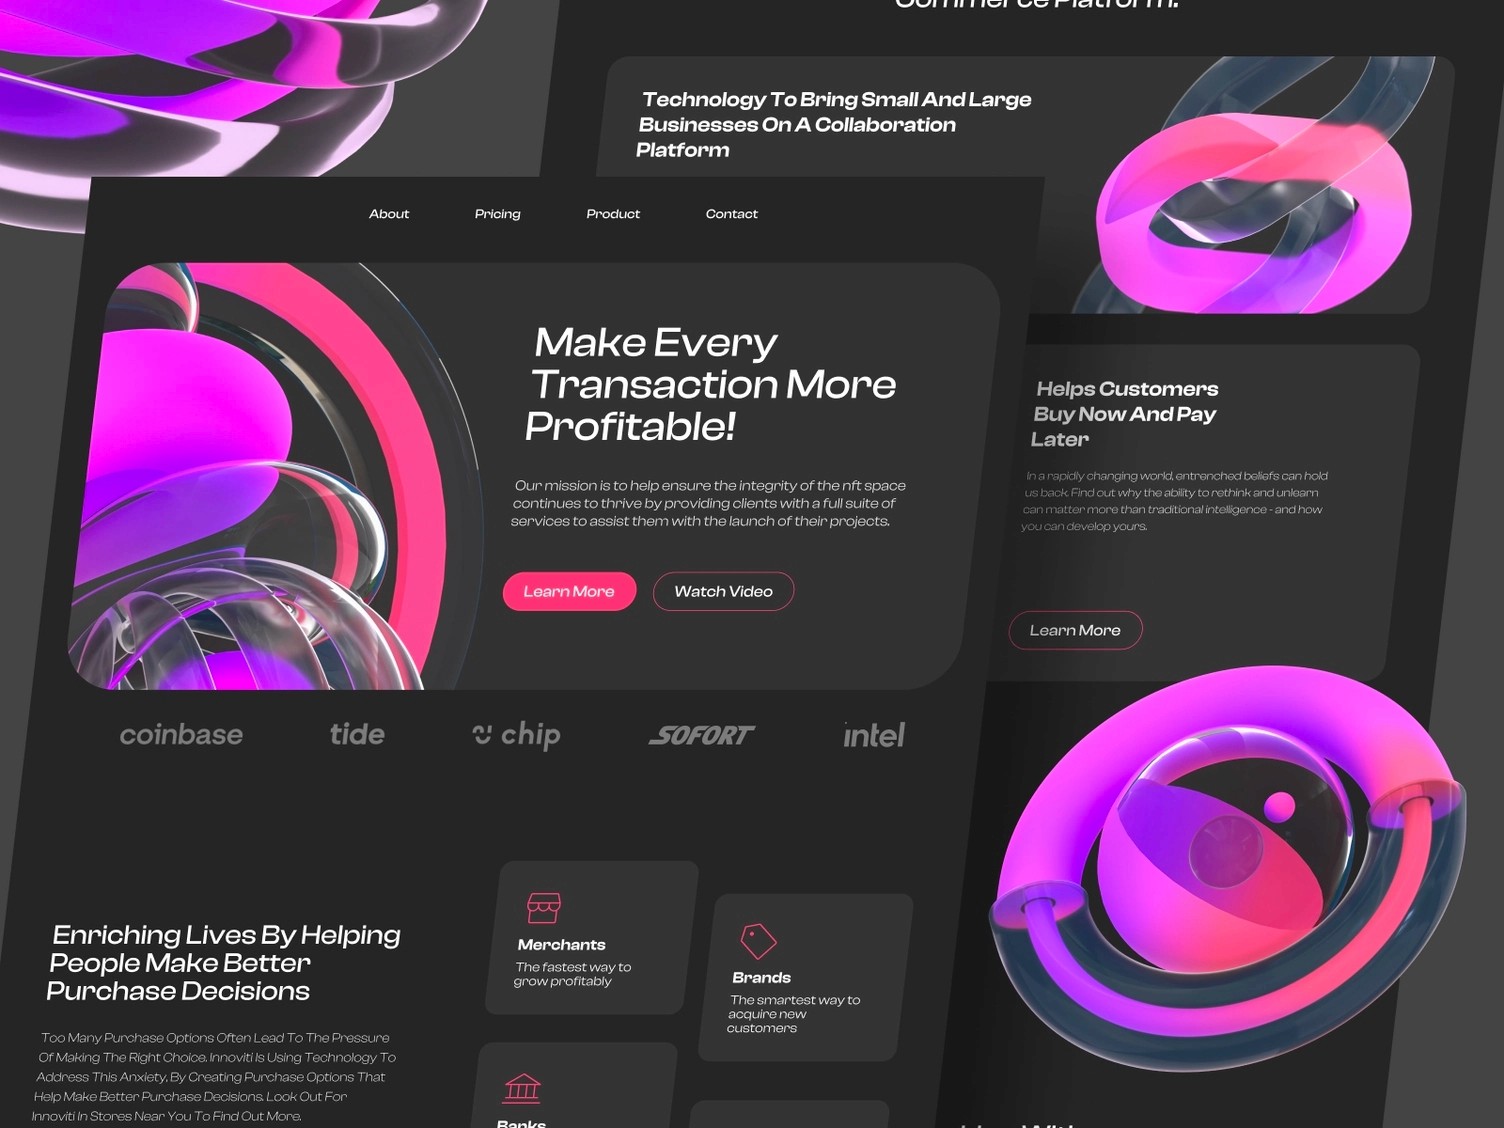 Commerce Platform.
Technology To Bring Small And Large
Businesses On A Collaboration
Platform
About
Pricing
Product
Contact
Make Every
Transaction More
Profitable!
Our mission is to help ensure the integrity of the nft space
continues to thrive by providing clients with a full suite of
services to assist them with the launch of their projects.
Learn More
Watch Video
Helps Customers
Buy Now And Pay
Later
In a rapidly changing world, entrenched beliefs can hold
us back. Find out why the ability to rethink and unlearn
can matter more than traditional intelligence - and how
you can develop yours.
Learn More
coinbase
tide
chip
SOFORT
intel
Enriching Lives By Helping
People Make Better
Purchase Decisions
Too Many Purchase Options Often Lead To The Pressure
Of Making The Right Choice. Innoviti Is Using Technology To
Address This Anxiety, By Creating Purchase Options That
Help Make Better Purchase Decisions. Look Out For
Innoviti In Stores Near You To Find Out More.
Merchants
The fastest way to
grow profitably
Brands
The smartest way to
acquire new
customers
Banks